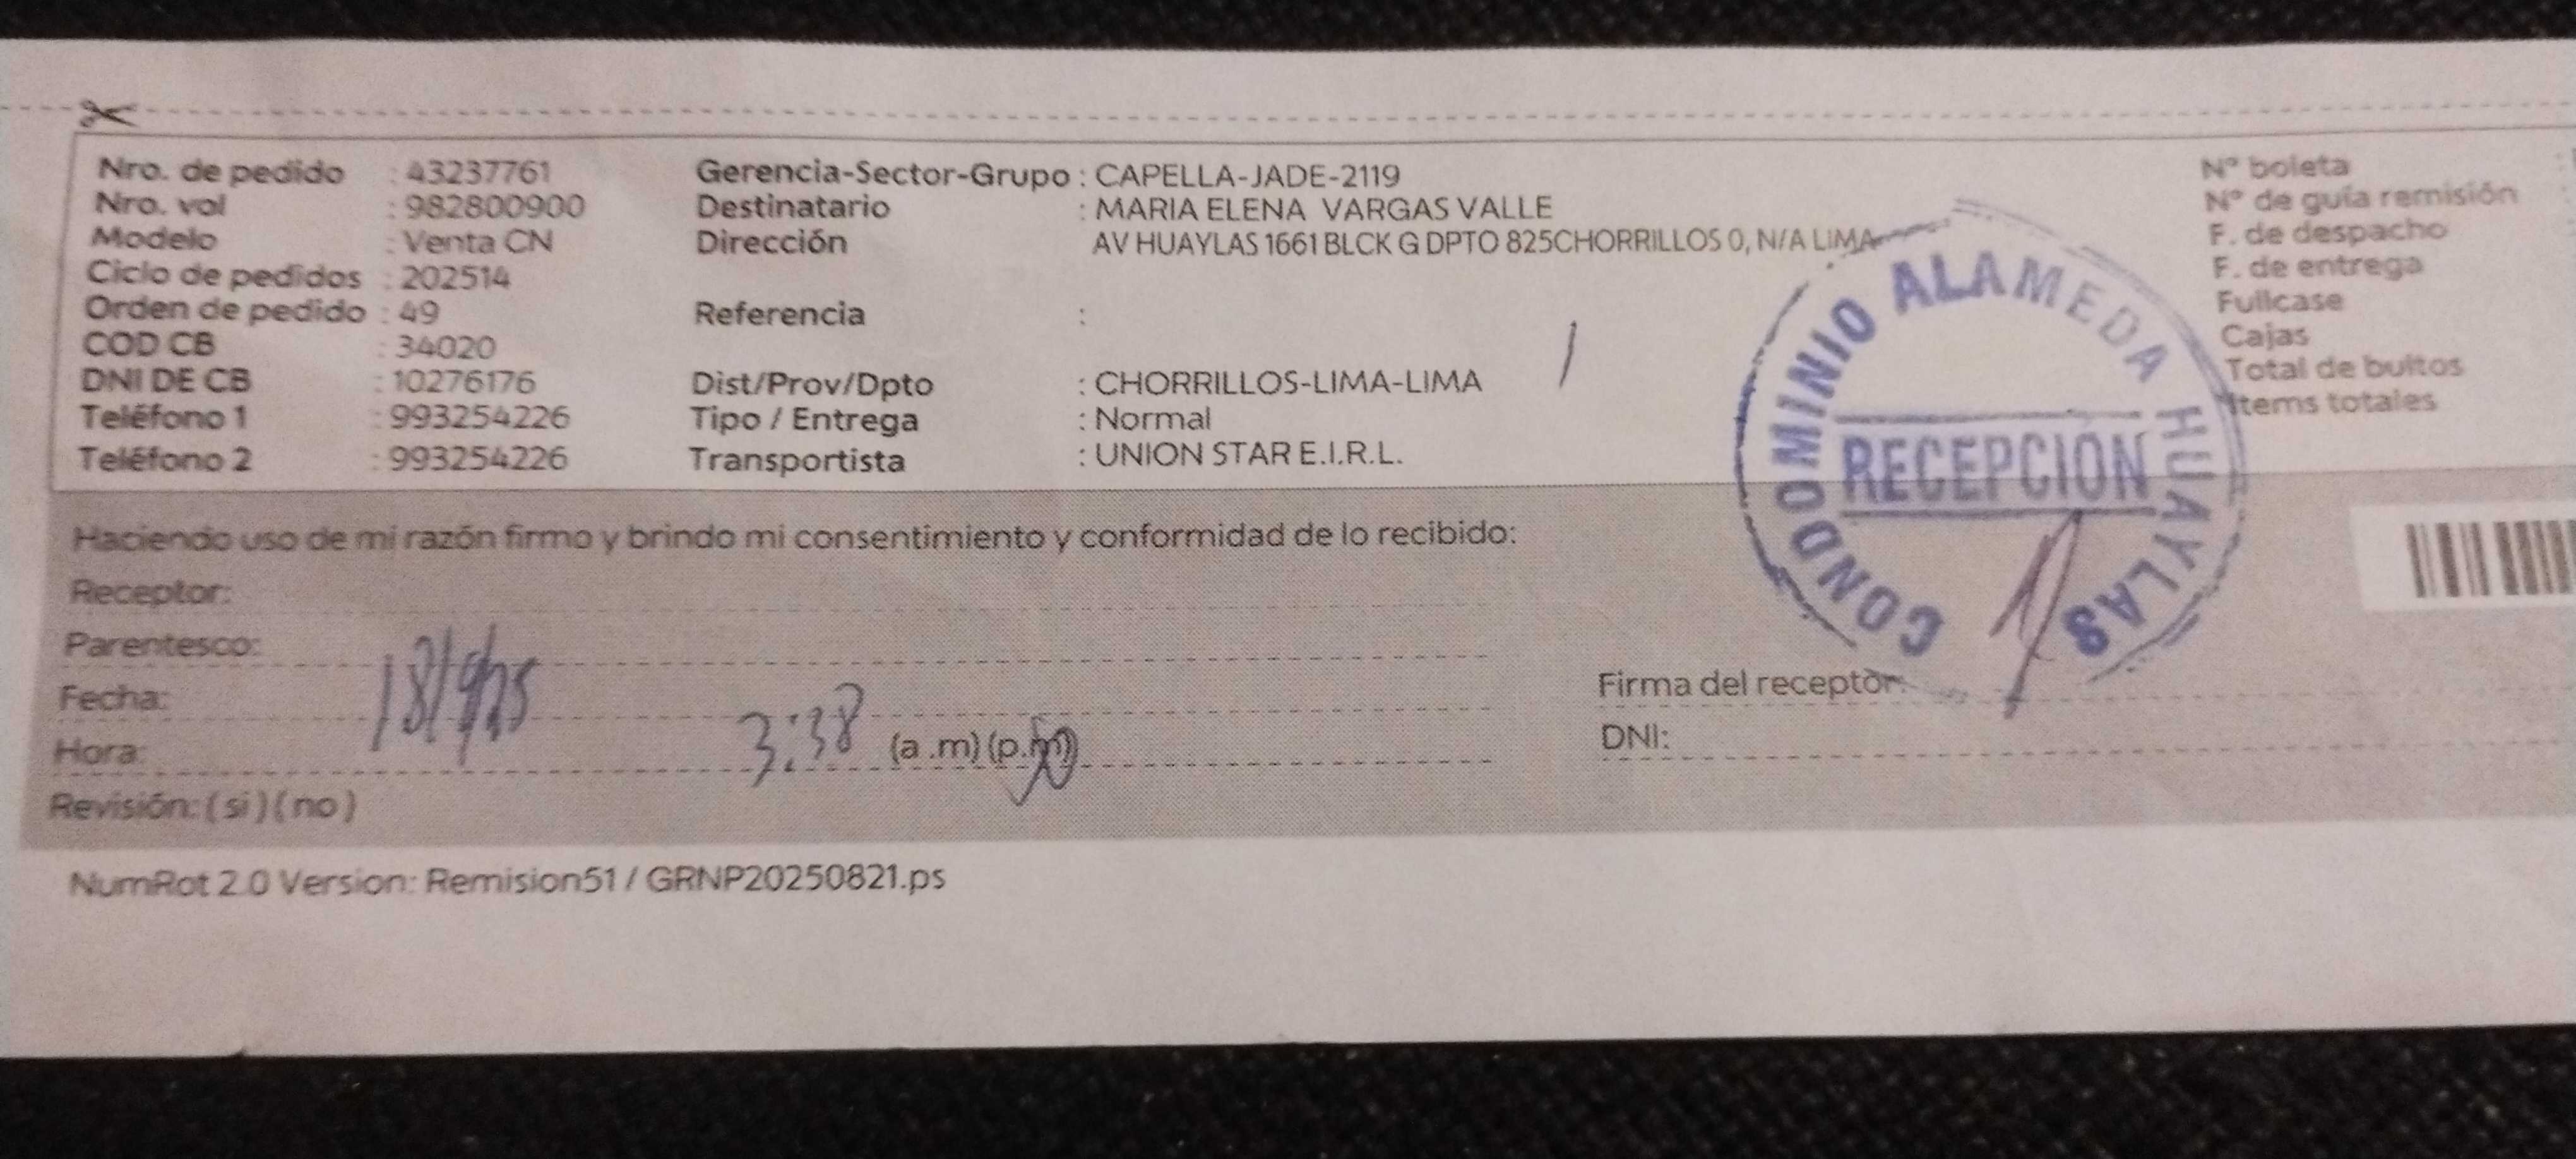 Nro. de pedido : 43237761
Nro. vol : 982800900
Modelo : Venta CN
Ciclo de pedidos : 202514
Orden de pedido : 49
COD CB : 34020
DNI DE CB : 10276176
Teléfono 1 : 993254226
Teléfono 2 : 993254226
Gerencia-Sector-Grupo : CAPELLA-JADE-2119
Destinatario : MARIA ELENA VARGAS VALLE
Dirección AV HUAYLAS 1661 BLCK G DPTO 825CHORRILLOS 0, N/A LIMA
Referencia :
Dist/Prov/Dpto : CHORRILLOS-LIMA-LIMA
Tipo / Entrega : Normal
Transportista : UNION STAR E.I.R.L.
N° boleta :
N° de guía remisión :
F. de despacho
F. de entrega
Fullcase
Cajas
Total de bultos
Items totales
CONDOMINIO ALAMEDA HUAYLAS
RECEPCIÓN
Haciendo uso de mi razón firmo y brindo mi consentimiento y conformidad de lo recibido:
Receptor:
Parentesco:
Fecha: 18/9/25
Hora: 3:38 (a .m) (p.m)
Revisión: ( si ) ( no )
Firma del receptor:
DNI:
NumRot 2.0 Version: Remision51 / GRNP20250821.ps